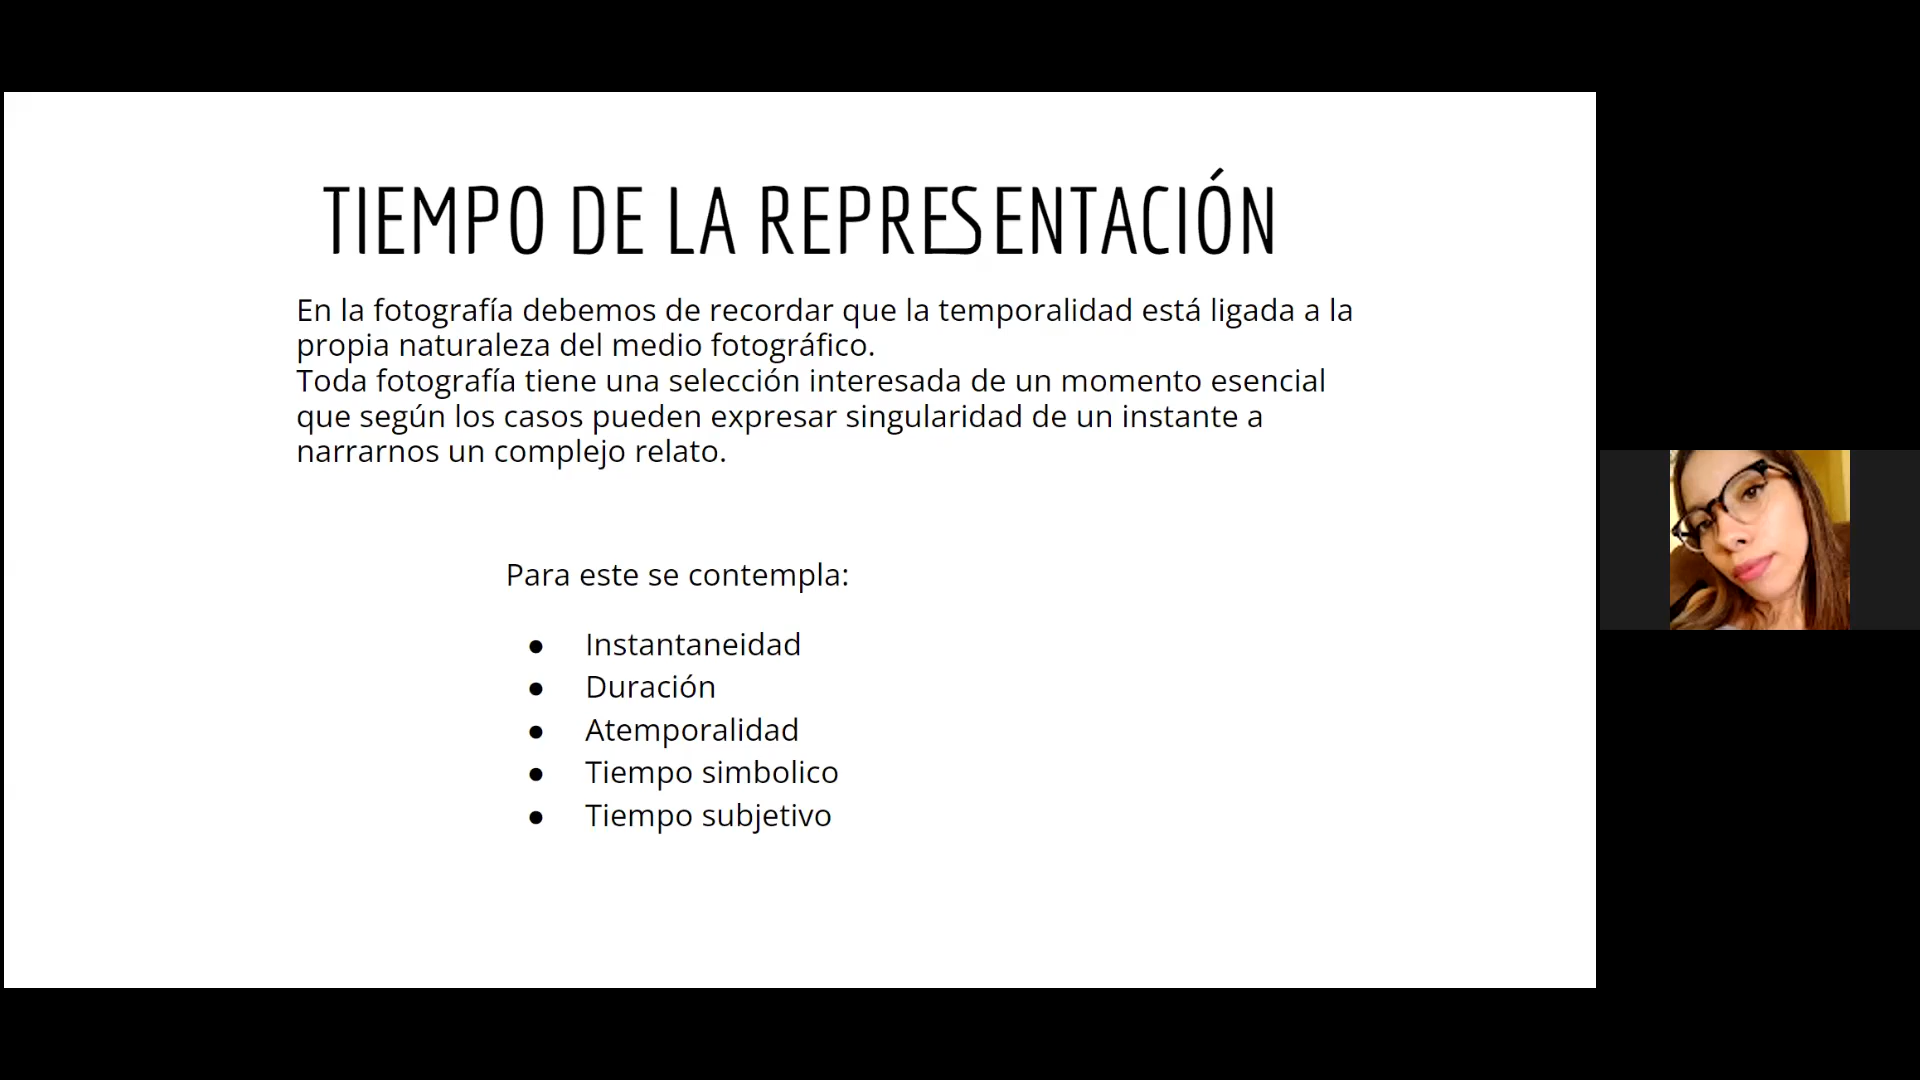 TIEMPO DE LA REPRESENTACIÓN
En la fotografía debemos de recordar que la temporalidad está ligada a la
propia naturaleza del medio fotográfico.
Toda fotografía tiene una selección interesada de un momento esencial
que según los casos pueden expresar singularidad de un instante a
narrarnos un complejo relato.
Para este se contempla:
● Instantaneidad
● Duración
● Atemporalidad
● Tiempo simbolico
● Tiempo subjetivo